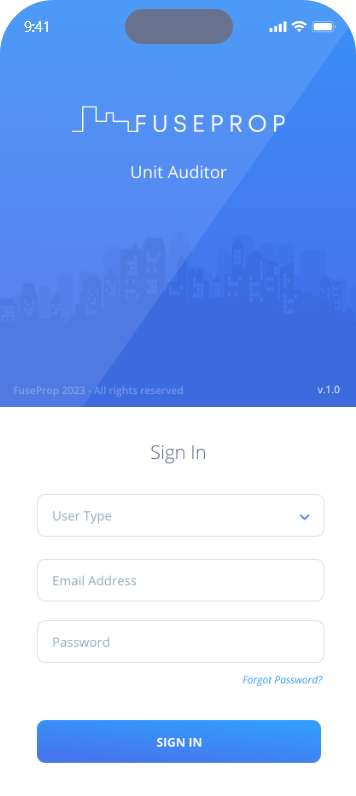 9:41
FUSEPROP
Unit Auditor
FuseProp 2023 - All rights reserved
v.1.0
Sign In
User Type
Email Address
Password
Forgot Password?
SIGN IN